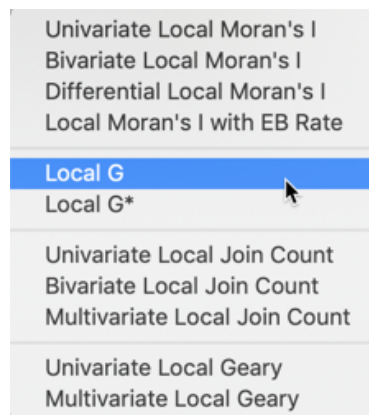 Univariate Local Moran's I
Bivariate Local Moran's I
Differential Local Moran's I
Local Moran's I with EB Rate
Local G
Local G*
Univariate Local Join Count
Bivariate Local Join Count
Multivariate Local Join Count
Univariate Local Geary
Multivariate Local Geary